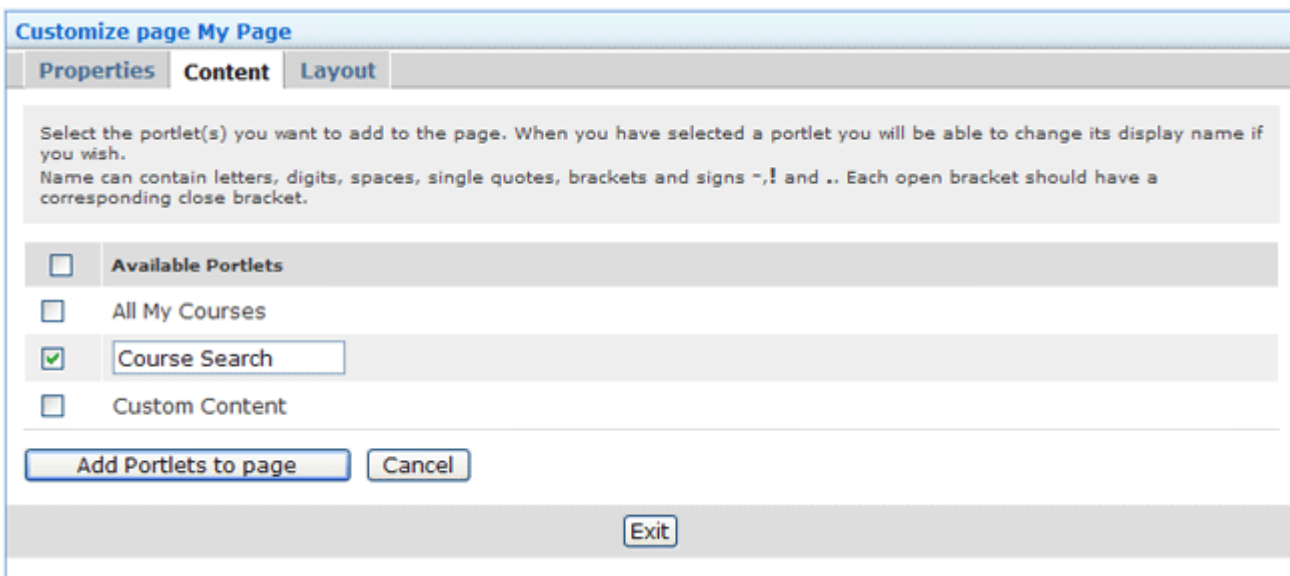 Customize page My Page
Properties Content Layout
Select the portlet(s) you want to add to the page. When you have selected a portlet you will be able to change its display name if
you wish.
Name can contain letters, digits, spaces, single quotes, brackets and signs -,! and .. Each open bracket should have a
corresponding close bracket.
Available Portlets
All My Courses
Course Search
Custom Content
Add Portlets to page Cancel
Exit